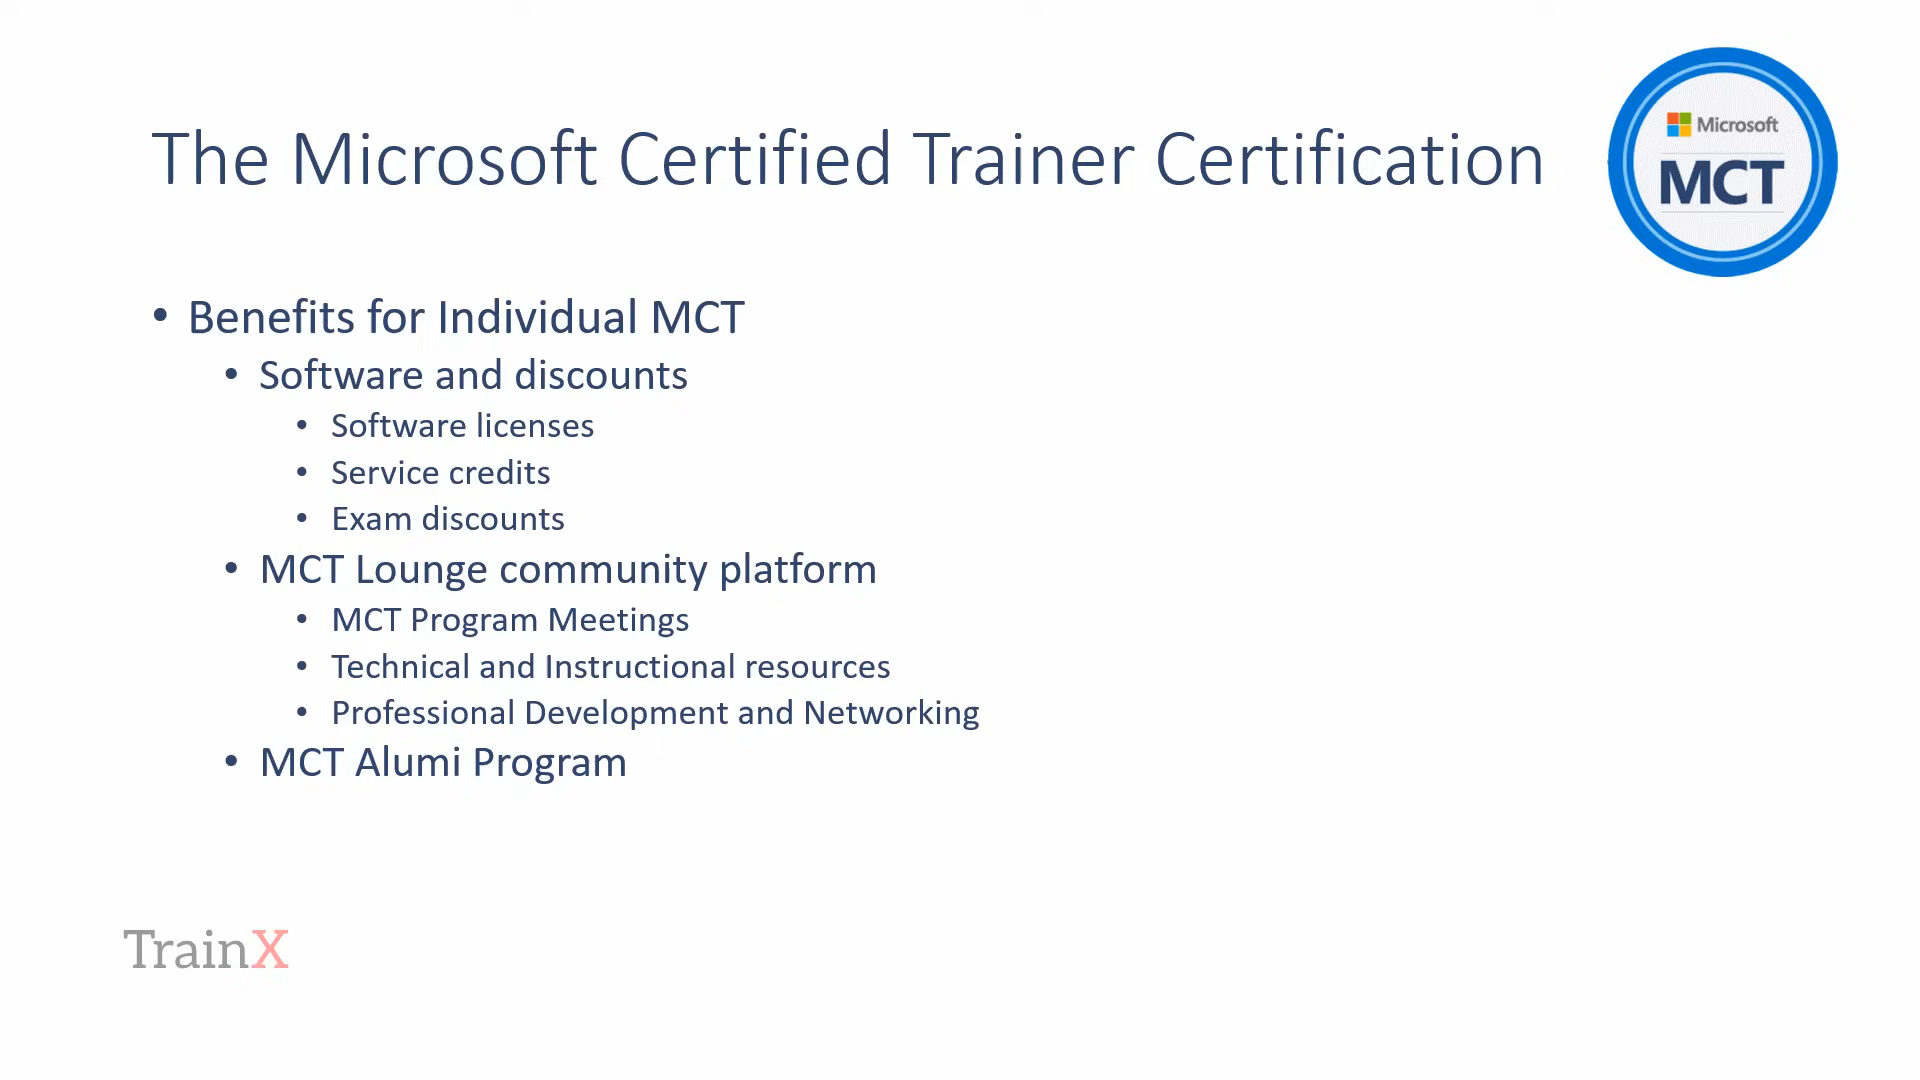 The Microsoft Certified Trainer Certification
Microsoft
MCT
• Benefits for Individual MCT
• Software and discounts
• Software licenses
• Service credits
• Exam discounts
• MCT Lounge community platform
• MCT Program Meetings
• Technical and Instructional resources
• Professional Development and Networking
• MCT Alumi Program
TrainX